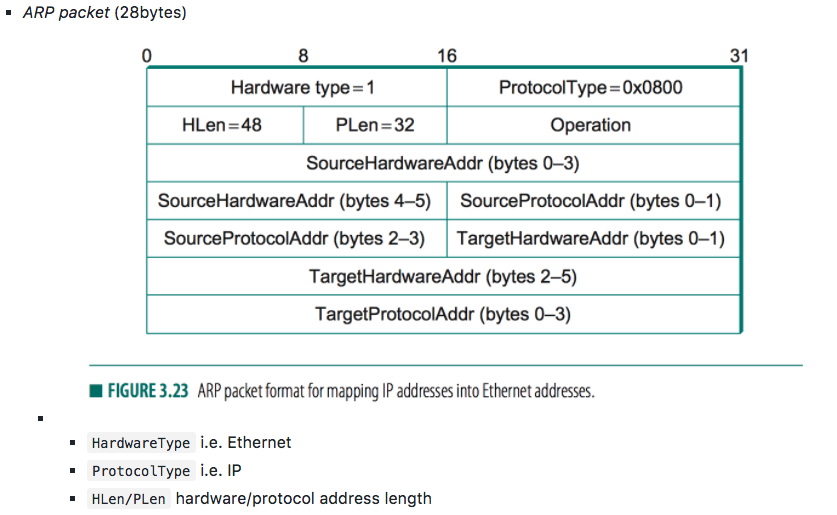 ARP packet (28bytes)
0 8 16 31
Hardware type=1 ProtocolType=0x0800
HLen=48 PLen=32 Operation
SourceHardwareAddr (bytes 0–3)
SourceHardwareAddr (bytes 4–5) SourceProtocolAddr (bytes 0–1)
SourceProtocolAddr (bytes 2–3) TargetHardwareAddr (bytes 0–1)
TargetHardwareAddr (bytes 2–5)
TargetProtocolAddr (bytes 0–3)
FIGURE 3.23 ARP packet format for mapping IP addresses into Ethernet addresses.
HardwareType i.e. Ethernet
ProtocolType i.e. IP
HLen/PLen hardware/protocol address length